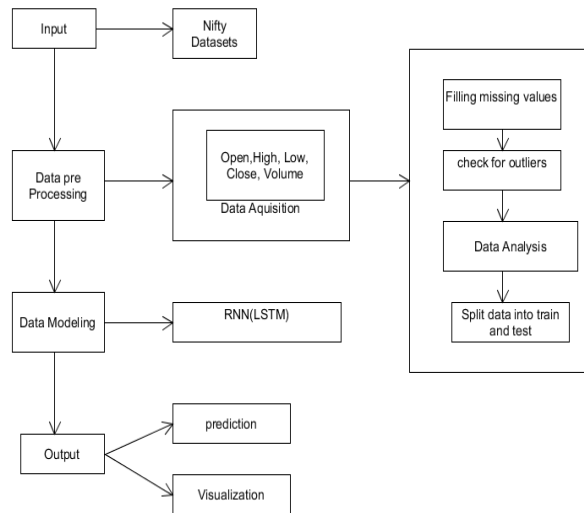 Input
Nifty
Datasets
Filling missing values
check for outliers
Data Analysis
Split data into train
and test
Data pre
Processing
Open,High, Low,
Close, Volume
Data Aquisition
Data Modeling
RNN(LSTM)
Output
prediction
Visualization